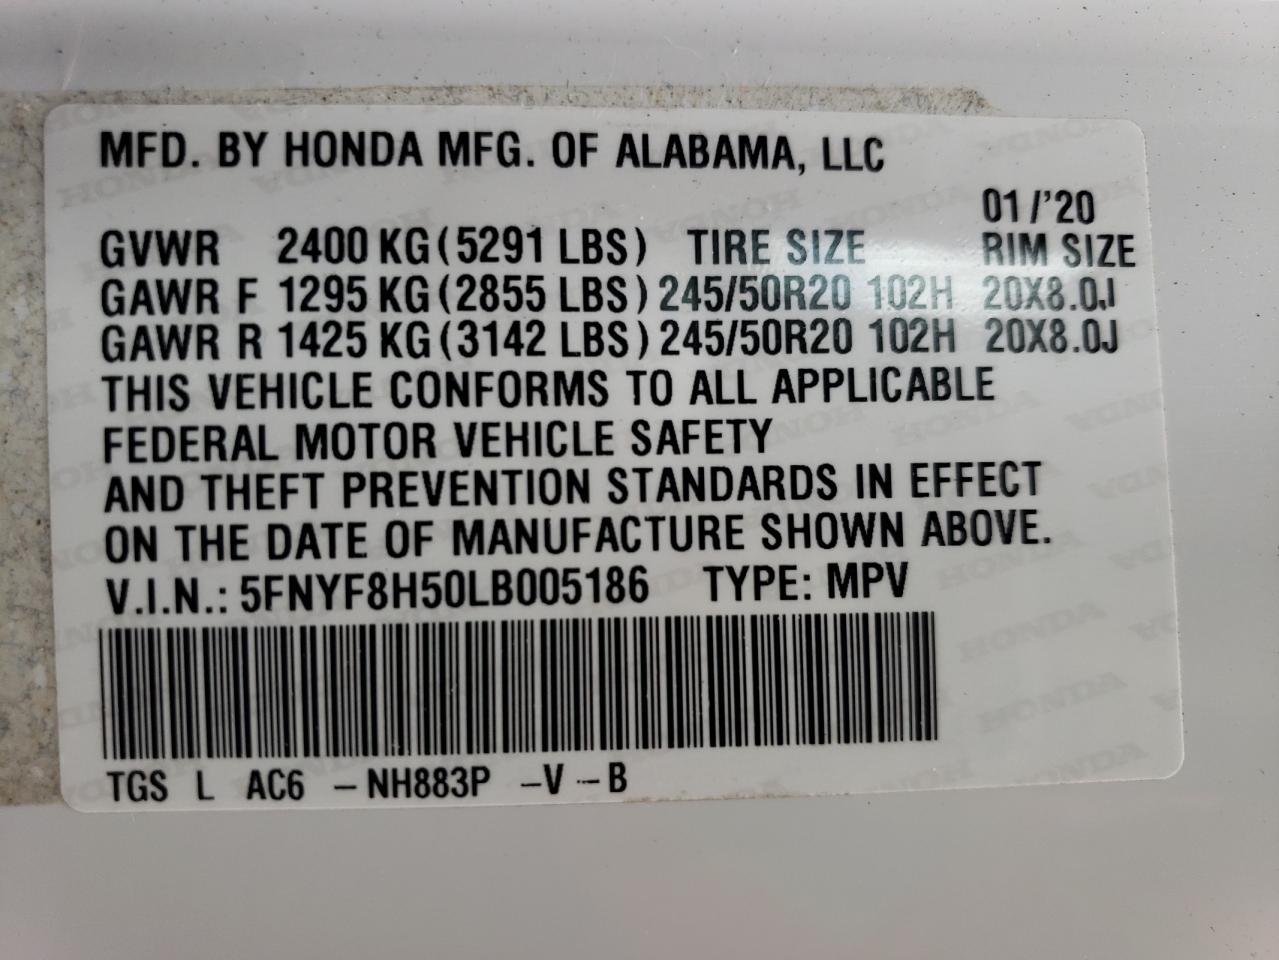 MFD. BY HONDA MFG. OF ALABAMA, LLC
01/'20
GVWR 2400 KG (5291 LBS) TIRE SIZE RIM SIZE
GAWR F 1295 KG (2855 LBS) 245/50R20 102H 20X8.0J
GAWR R 1425 KG (3142 LBS) 245/50R20 102H 20X8.0J
THIS VEHICLE CONFORMS TO ALL APPLICABLE
FEDERAL MOTOR VEHICLE SAFETY
AND THEFT PREVENTION STANDARDS IN EFFECT
ON THE DATE OF MANUFACTURE SHOWN ABOVE.
V.I.N.: 5FNYF8H50LB005186 TYPE: MPV
TGS L AC6 -NH883P -V -B